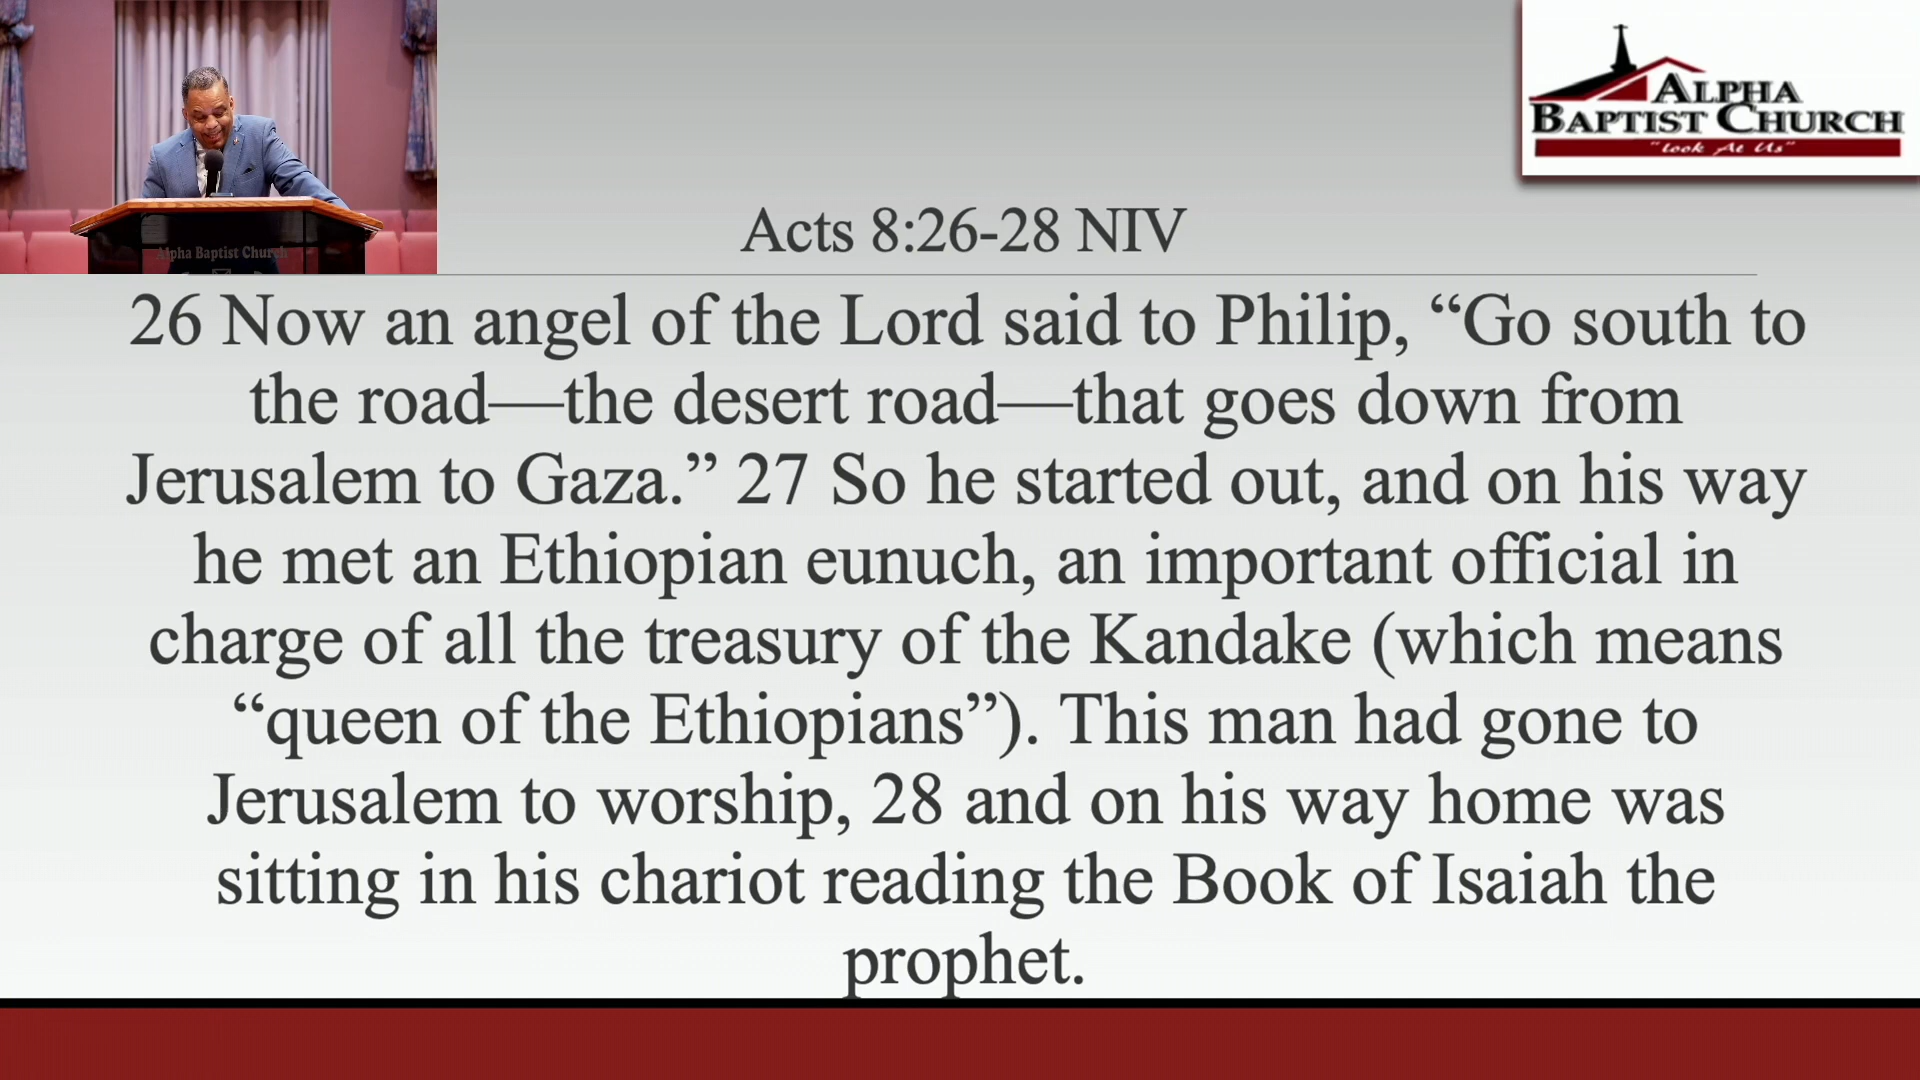 ALPHA
BAPTIST CHURCH
"Look At Us"
Alpha Baptist Church
Acts 8:26-28 NIV
26 Now an angel of the Lord said to Philip, “Go south to
the road—the desert road—that goes down from
Jerusalem to Gaza.” 27 So he started out, and on his way
he met an Ethiopian eunuch, an important official in
charge of all the treasury of the Kandake (which means
“queen of the Ethiopians”). This man had gone to
Jerusalem to worship, 28 and on his way home was
sitting in his chariot reading the Book of Isaiah the
prophet.